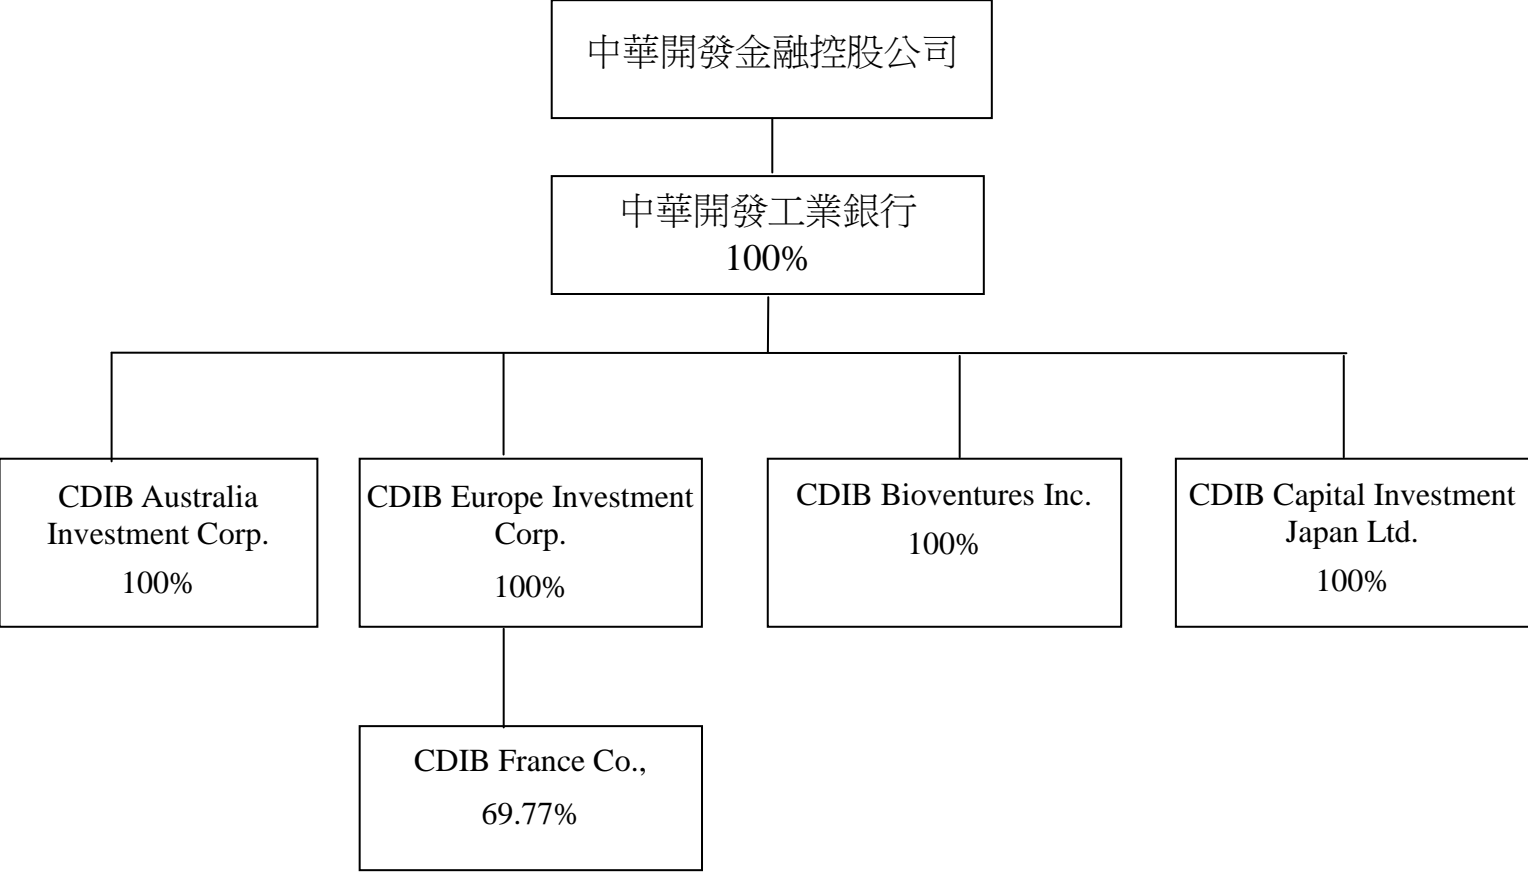 中華開發金融控股公司
中華開發工業銀行
100%
CDIB Australia
Investment Corp.
100%
CDIB Europe Investment
Corp.
100%
CDIB Bioventures Inc.
100%
CDIB Capital Investment
Japan Ltd.
100%
CDIB France Co.,
69.77%